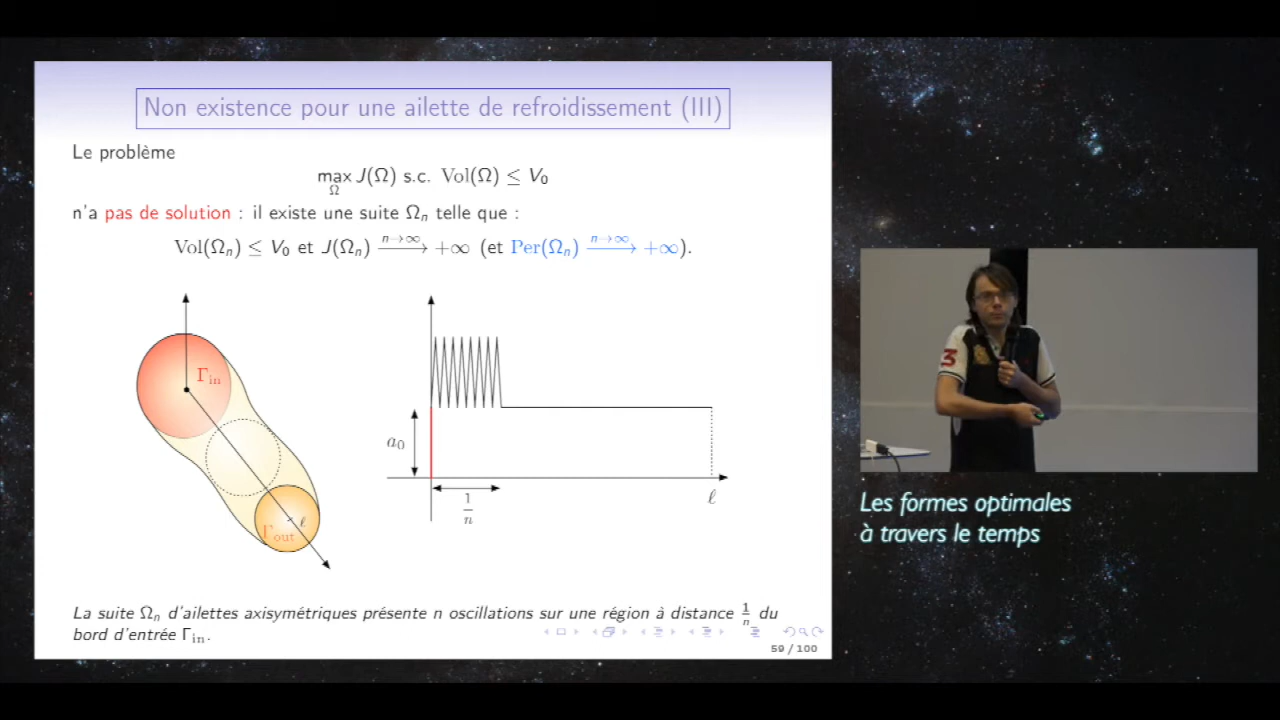 Non existence pour une ailette de refroidissement (III)
Le problème
max J(Ω) s.c. Vol(Ω) ≤ V₀
Ω
n'a pas de solution : il existe une suite Ωₙ telle que :
Vol(Ωₙ) ≤ V₀ et J(Ωₙ) n→∞ +∞ (et Per(Ωₙ) n→∞ +∞).
Γin
Γout
ℓ
a₀
1/n
ℓ
La suite Ωₙ d'ailettes axisymétriques présente n oscillations sur une région à distance 1/n du
bord d'entrée Γin.
59 / 100
3
Les formes optimales
à travers le temps